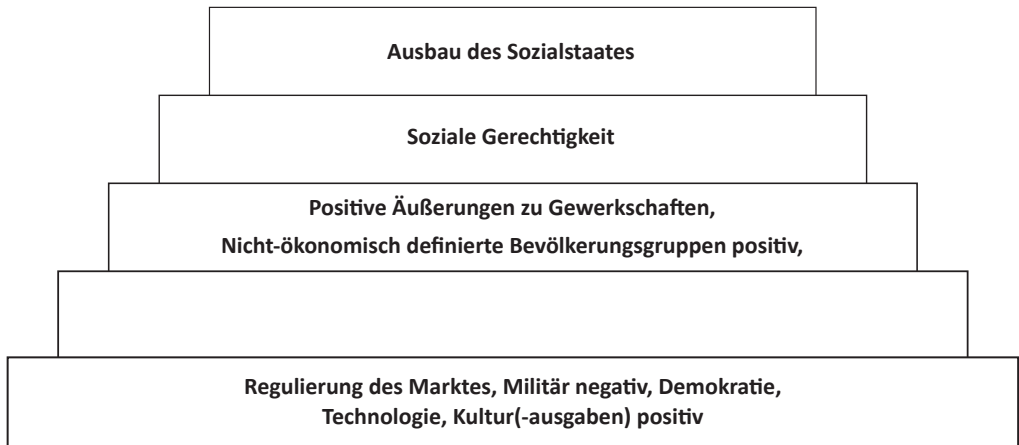 Ausbau des Sozialstaates
Soziale Gerechtigkeit
Positive Äußerungen zu Gewerkschaften,
Nicht-ökonomisch definierte Bevölkerungsgruppen positiv,
Regulierung des Marktes, Militär negativ, Demokratie,
Technologie, Kultur(-ausgaben) positiv